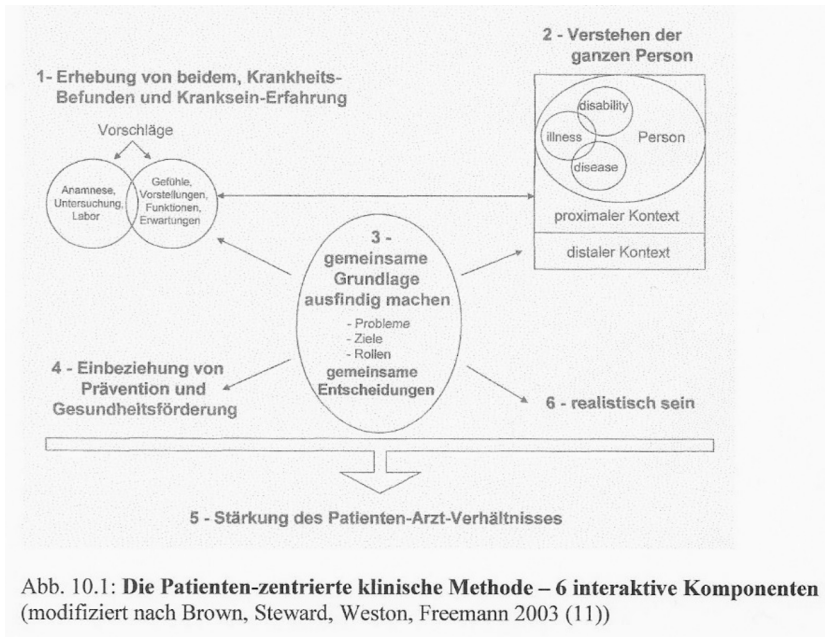 1- Erhebung von beidem, Krankheits-
Befunden und Kranksein-Erfahrung
Vorschläge
Anamnese,
Untersuchung,
Labor
Gefühle,
Vorstellungen,
Funktionen,
Erwartungen
2 - Verstehen der
ganzen Person
disability
illness
Person
disease
proximaler Kontext
distaler Kontext
3 -
gemeinsame
Grundlage
ausfindig machen
- Probleme
- Ziele
- Rollen
gemeinsame
Entscheidungen
4 - Einbeziehung von
Prävention und
Gesundheitsförderung
6 - realistisch sein
5 - Stärkung des Patienten-Arzt-Verhältnisses
Abb. 10.1: Die Patienten-zentrierte klinische Methode – 6 interaktive Komponenten
(modifiziert nach Brown, Steward, Weston, Freemann 2003 (11))